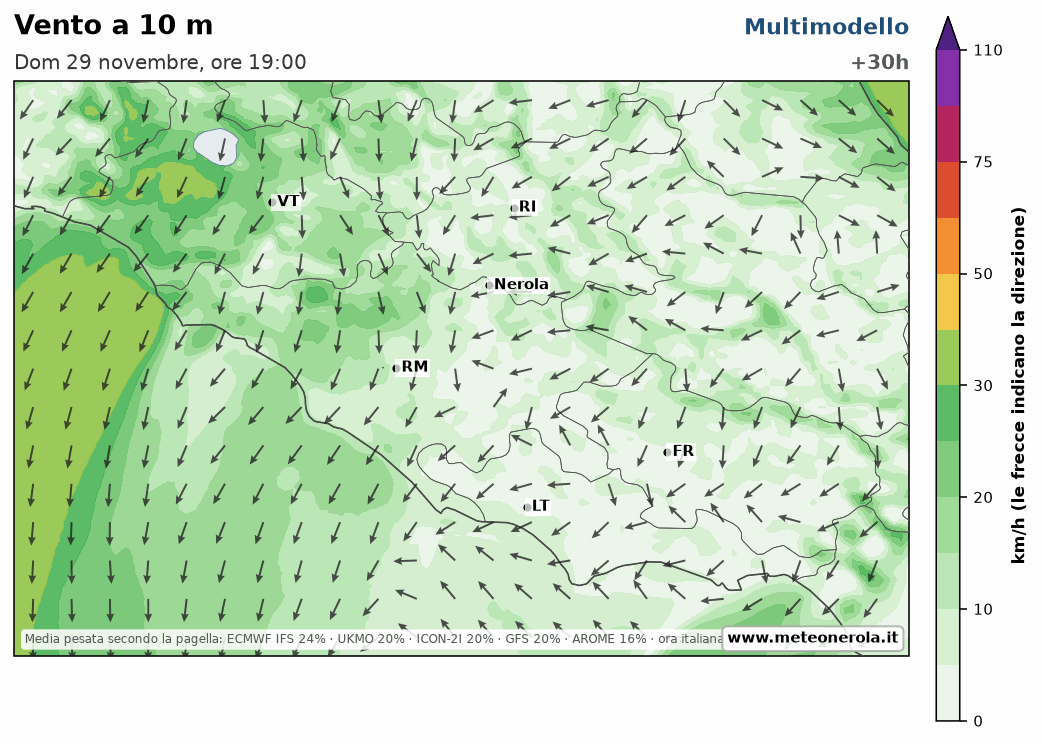 Vento a 10 m
Multimodello
Dom 29 novembre, ore 19:00
+30h
110
75
50
30
20
10
0
km/h (le frecce indicano la direzione)
VT
RI
Nerola
RM
FR
LT
Media pesata secondo la pagella: ECMWF IFS 24% · UKMO 20% · ICON-2I 20% · GFS 20% · AROME 16% · ora italiana
www.meteonerola.it